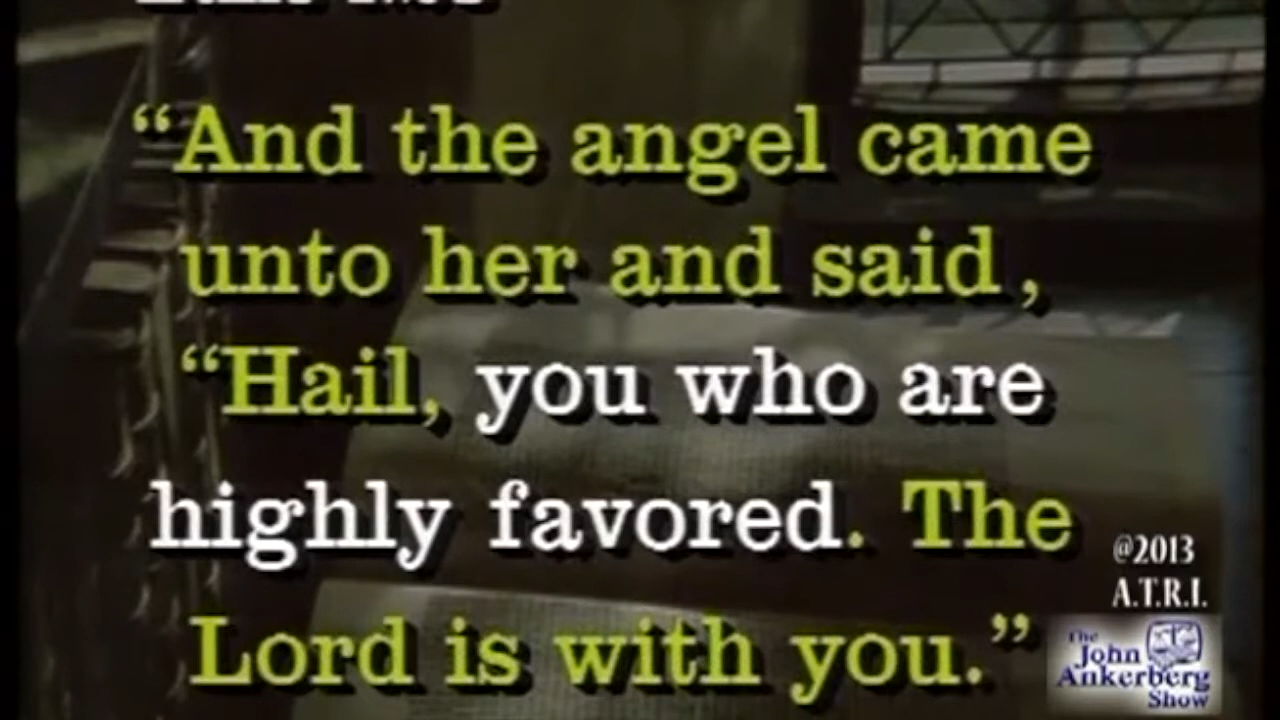 “And the angel came
unto her and said,
“Hail, you who are
highly favored. The
Lord is with you.”
@2013
A.T.R.I.
The
John
Ankerberg
Show